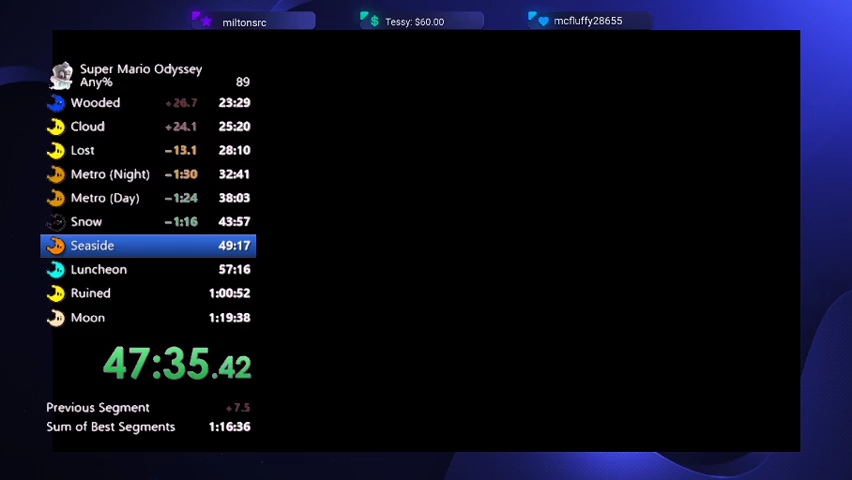 miltonsrc
Tessy: $60.00
mcfluffy28655
Super Mario Odyssey
Any% 89
Wooded +26.7 23:29
Cloud +24.1 25:20
Lost −13.1 28:10
Metro (Night) −1:30 32:41
Metro (Day) −1:24 38:03
Snow −1:16 43:57
Seaside 49:17
Luncheon 57:16
Ruined 1:00:52
Moon 1:19:38
47:35.42
Previous Segment +7.5
Sum of Best Segments 1:16:36